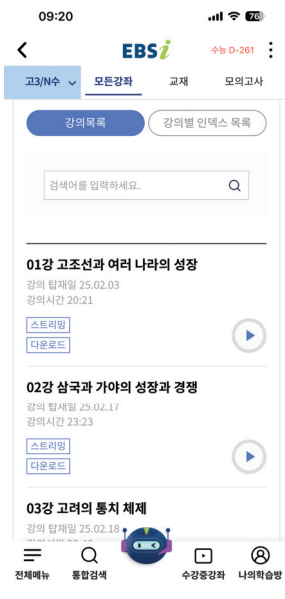 09:20
76
EBSi
수능 D-261
고3/N수
모든강좌
교재
모의고사
강의목록
강의별 인덱스 목록
검색어를 입력하세요.
01강 고조선과 여러 나라의 성장
강의 탑재일 25.02.03
강의시간 20:21
스트리밍
다운로드
02강 삼국과 가야의 성장과 경쟁
강의 탑재일 25.02.17
강의시간 23:23
스트리밍
다운로드
03강 고려의 통치 체제
강의 탑재일 25.02.18
전체메뉴
통합검색
수강중강좌
나의학습방